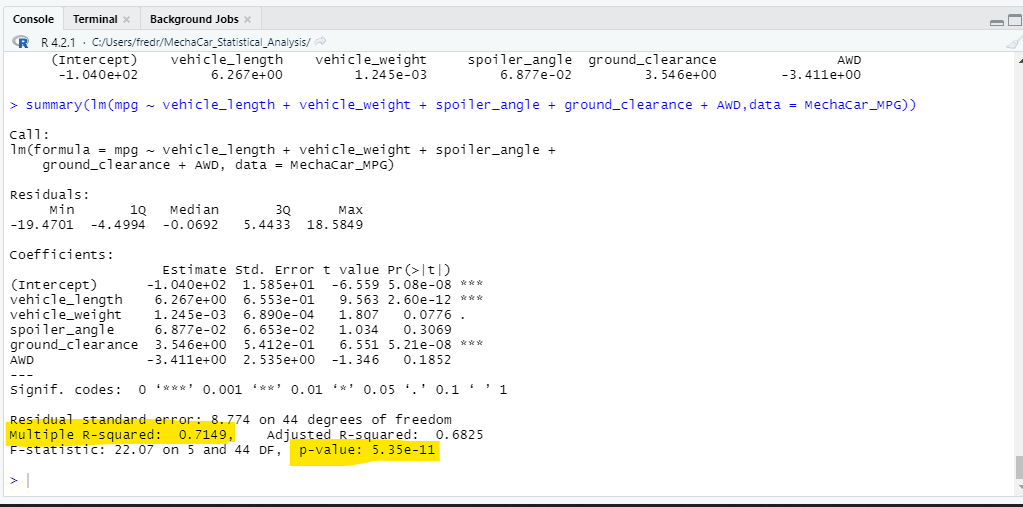 Console Terminal × Background Jobs ×
R R 4.2.1 · C:/Users/fredr/MechaCar_Statistical_Analysis/
(Intercept) vehicle_length vehicle_weight spoiler_angle ground_clearance AWD
-1.040e+02 6.267e+00 1.245e-03 6.877e-02 3.546e+00 -3.411e+00
> summary(lm(mpg ~ vehicle_length + vehicle_weight + spoiler_angle + ground_clearance + AWD,data = MechaCar_MPG))
Call:
lm(formula = mpg ~ vehicle_length + vehicle_weight + spoiler_angle +
ground_clearance + AWD, data = MechaCar_MPG)
Residuals:
Min 1Q Median 3Q Max
-19.4701 -4.4994 -0.0692 5.4433 18.5849
Coefficients:
Estimate Std. Error t value Pr(>|t|)
(Intercept) -1.040e+02 1.585e+01 -6.559 5.08e-08 ***
vehicle_length 6.267e+00 6.553e-01 9.563 2.60e-12 ***
vehicle_weight 1.245e-03 6.890e-04 1.807 0.0776 .
spoiler_angle 6.877e-02 6.653e-02 1.034 0.3069
ground_clearance 3.546e+00 5.412e-01 6.551 5.21e-08 ***
AWD -3.411e+00 2.535e+00 -1.346 0.1852
---
Signif. codes: 0 ‘***’ 0.001 ‘**’ 0.01 ‘*’ 0.05 ‘.’ 0.1 ‘ ’ 1
Residual standard error: 8.774 on 44 degrees of freedom
Multiple R-squared: 0.7149, Adjusted R-squared: 0.6825
F-statistic: 22.07 on 5 and 44 DF, p-value: 5.35e-11
>